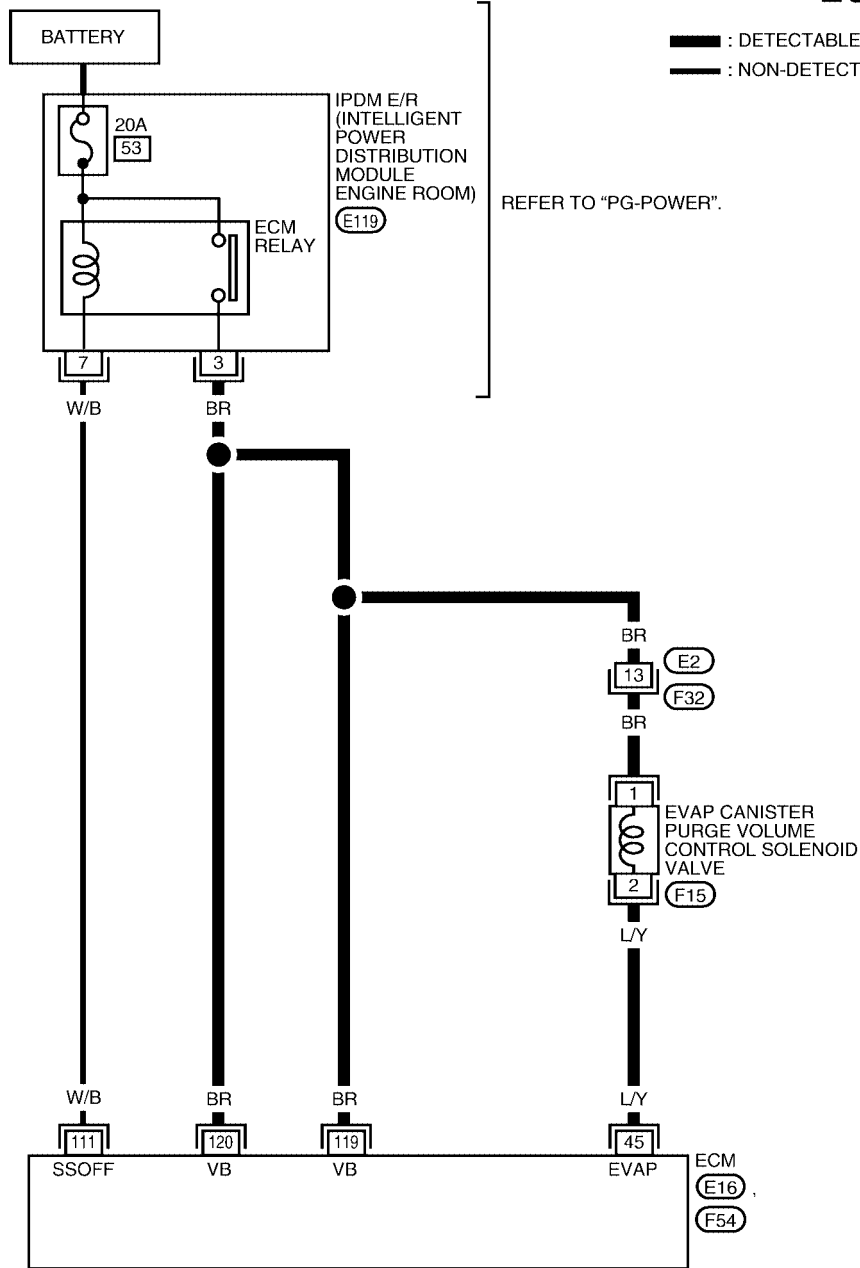 BATTERY
: DETECTABLE
: NON-DETECT
20A
53
IPDM E/R
(INTELLIGENT
POWER
DISTRIBUTION
MODULE
ENGINE ROOM)
E119
REFER TO “PG-POWER”.
ECM
RELAY
7
3
W/B
BR
BR
13
E2
F32
BR
1
EVAP CANISTER
PURGE VOLUME
CONTROL SOLENOID
VALVE
2
F15
L/Y
W/B
BR
BR
L/Y
111
120
119
45
SSOFF
VB
VB
EVAP
ECM
E16 ,
F54